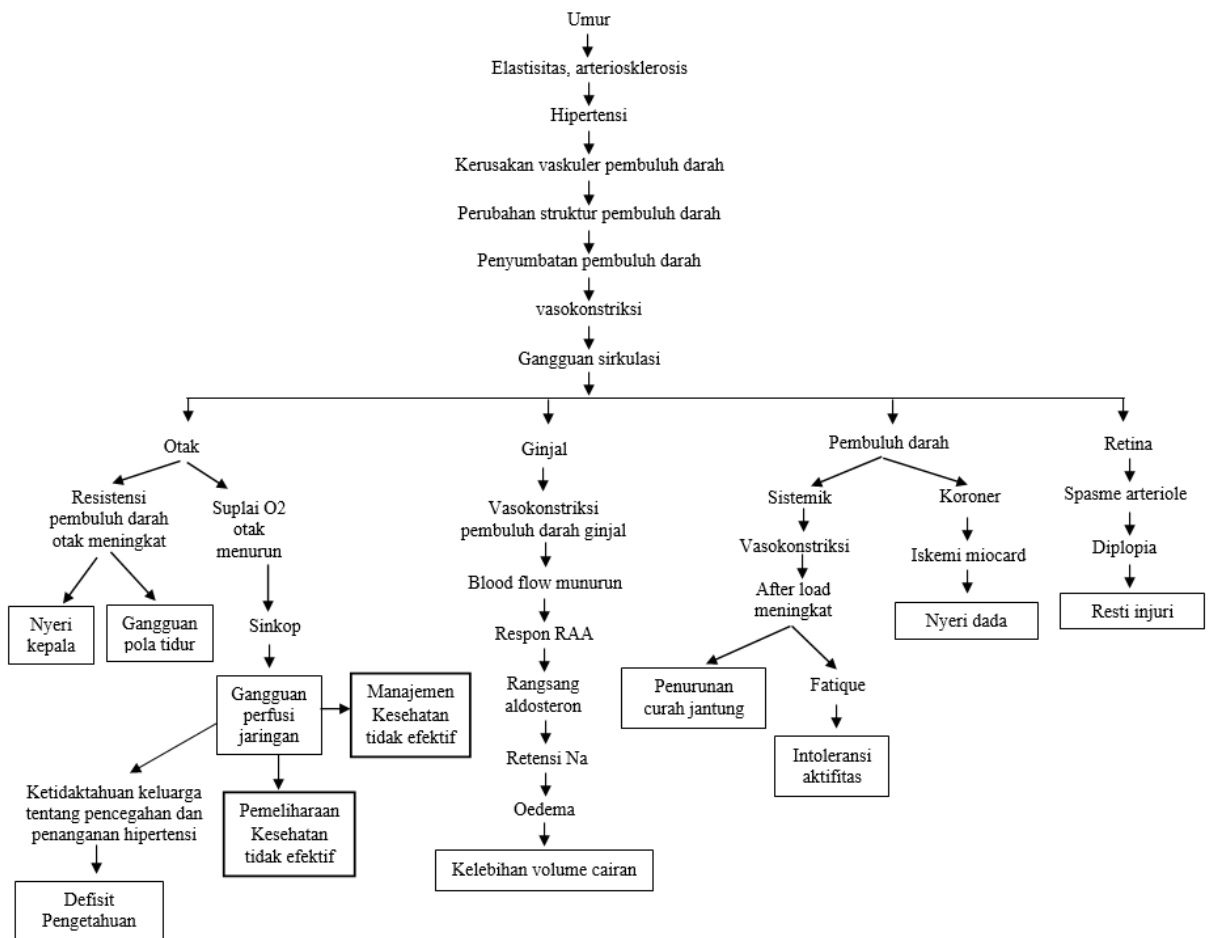 Umur
Elastisitas, arteriosklerosis
Hipertensi
Kerusakan vaskuler pembuluh darah
Perubahan struktur pembuluh darah
Penyumbatan pembuluh darah
vasokonstriksi
Gangguan sirkulasi
Otak
Resistensi
pembuluh darah
otak meningkat
Nyeri
kepala
Gangguan
pola tidur
Suplai O2
otak
menurun
Sinkop
Gangguan
perfusi
jaringan
Manajemen
Kesehatan
tidak efektif
Ketidaktahuan keluarga
tentang pencegahan dan
penanganan hipertensi
Defisit
Pengetahuan
Pemeliharaan
Kesehatan
tidak efektif
Ginjal
Vasokonstriksi
pembuluh darah ginjal
Blood flow munurun
Respon RAA
Rangsang
aldosteron
Retensi Na
Oedema
Kelebihan volume cairan
Pembuluh darah
Sistemik
Vasokonstriksi
After load
meningkat
Penurunan
curah jantung
Fatique
Intoleransi
aktifitas
Koroner
Iskemi miocard
Nyeri dada
Retina
Spasme arteriole
Diplopia
Resti injuri